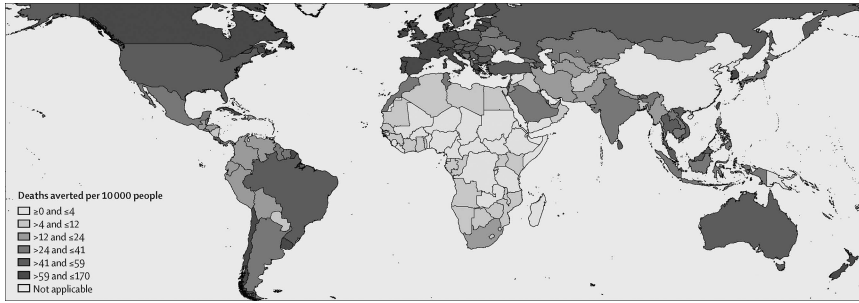 Deaths averted per 10 000 people
≥0 and ≤4
>4 and ≤12
>12 and ≤24
>24 and ≤41
>41 and ≤59
>59 and ≤170
Not applicable